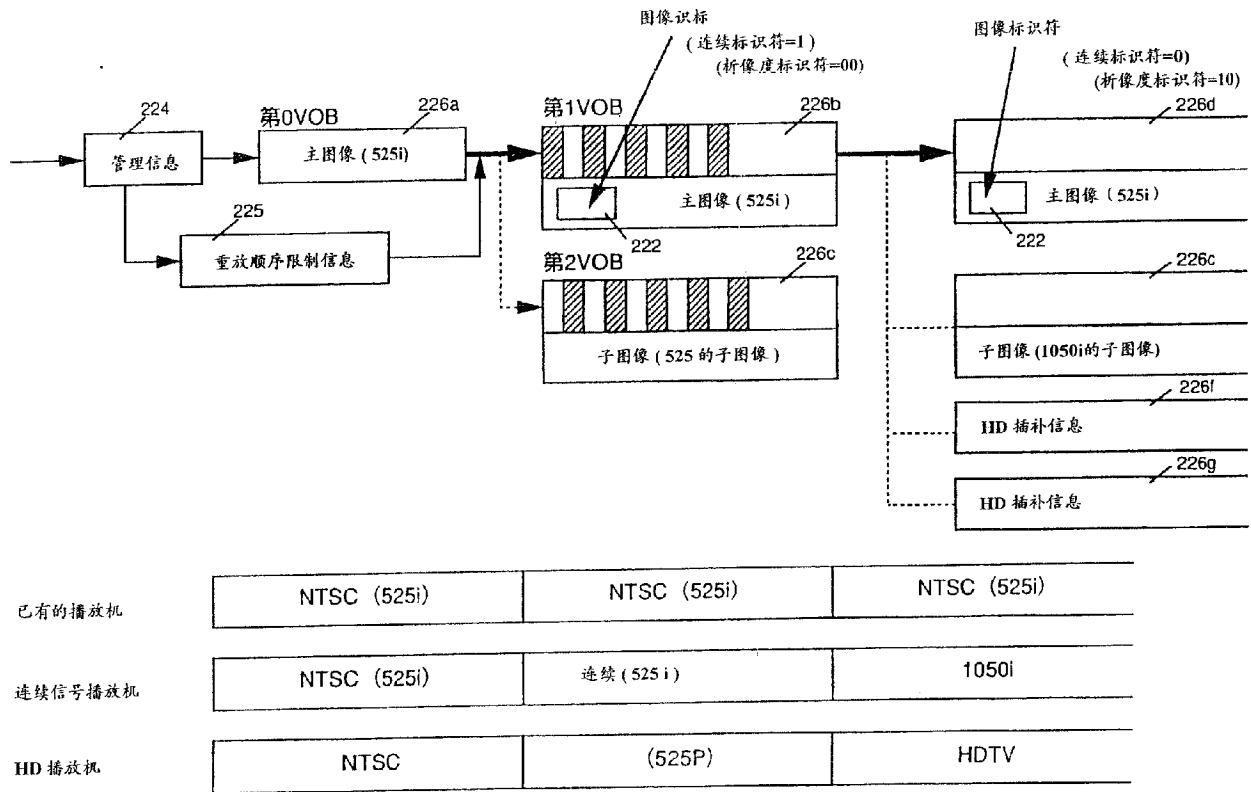 图像识标
(连续标识符=1)
(析像度标识符=00)
图像标识符
(连续标识符=0)
(析像度标识符=10)
224
管理信息
第0VOB
226a
主图像(525i)
225
重放顺序限制信息
第1VOB
226b
主图像(525i)
222
第2VOB
226c
子图像(525的子图像)
226d
主图像(525i)
222
226c
子图像(1050i的子图像)
226f
HD 插补信息
226g
HD 插补信息
已有的播放机
NTSC (525i)
NTSC (525i)
NTSC (525i)
连续信号播放机
NTSC (525i)
连续(525i)
1050i
HD 播放机
NTSC
(525P)
HDTV